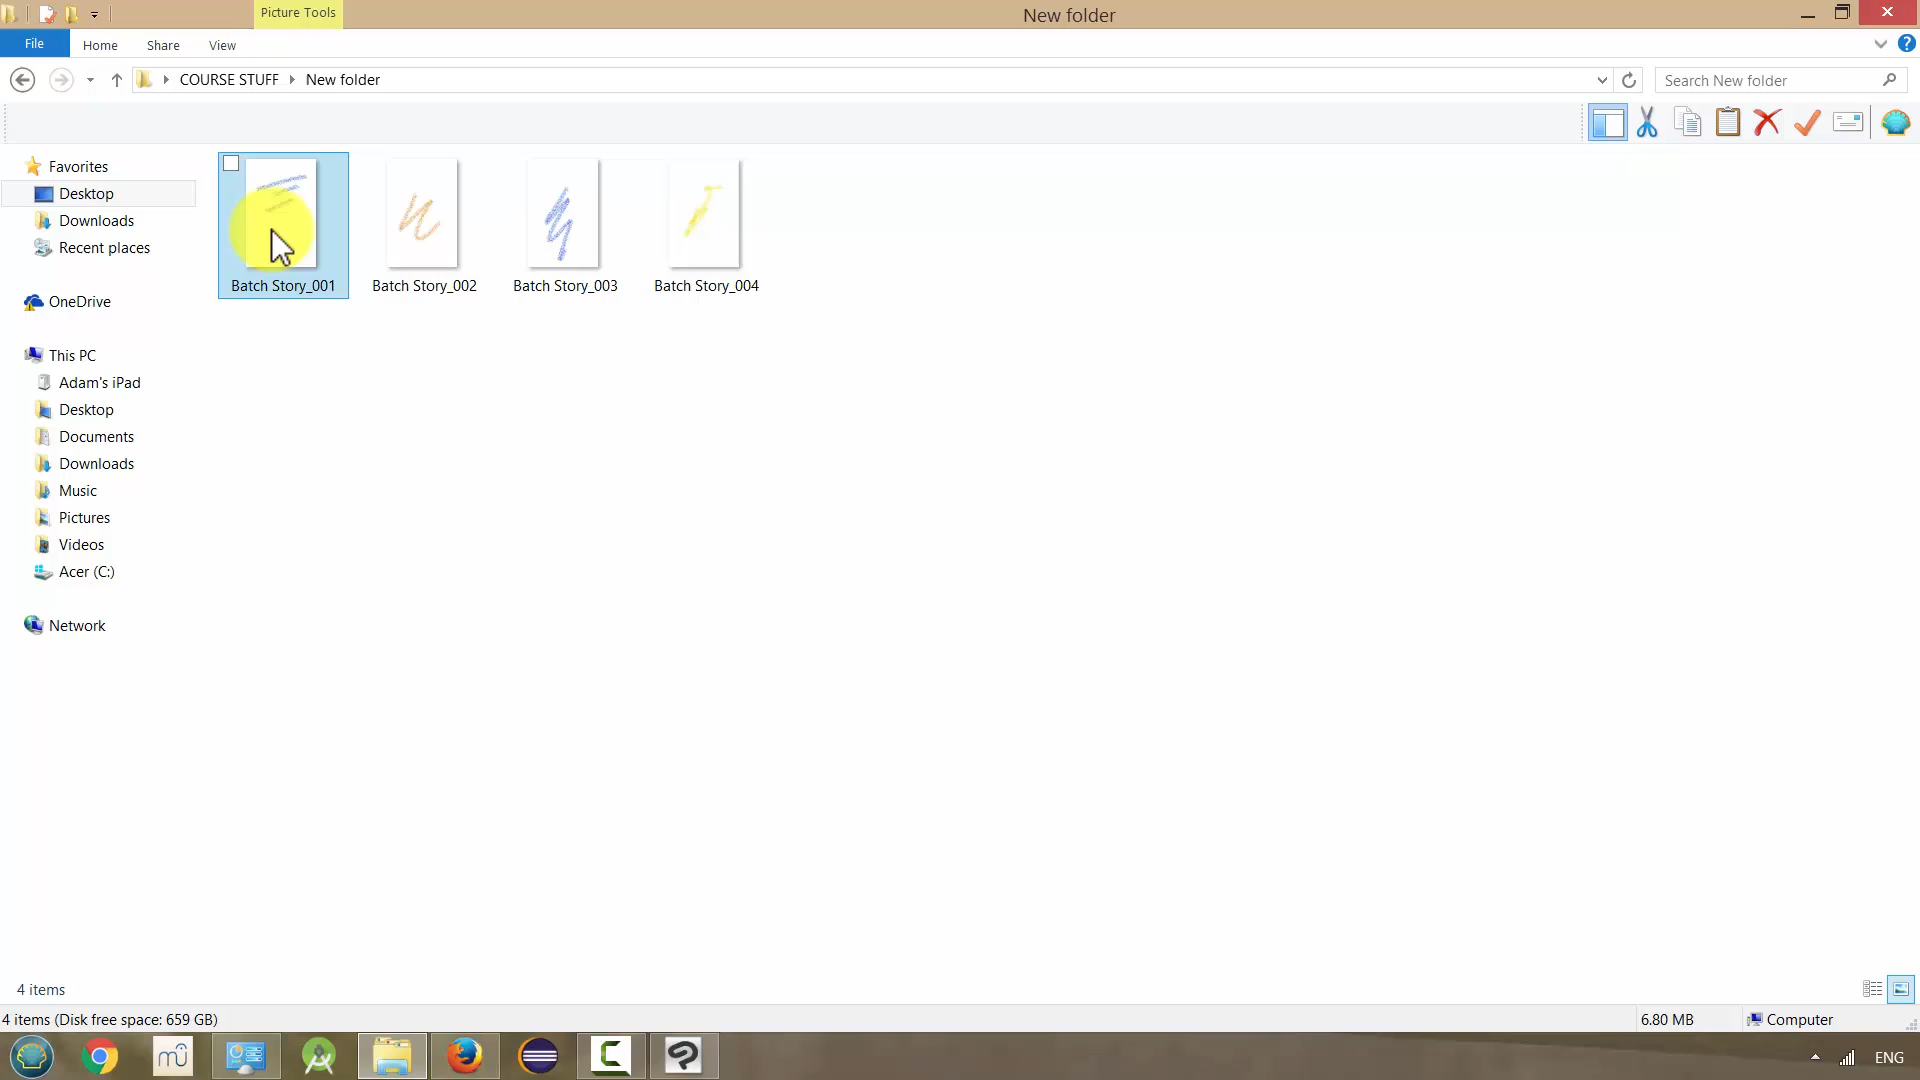 Picture Tools
New folder
File Home Share View
COURSE STUFF New folder
Search New folder
Favorites
Desktop
Downloads
Recent places
OneDrive
This PC
Adam's iPad
Desktop
Documents
Downloads
Music
Pictures
Videos
Acer (C:)
Network
Batch Story_001 Batch Story_002 Batch Story_003 Batch Story_004
4 items
4 items (Disk free space: 659 GB) 6.80 MB Computer
ENG